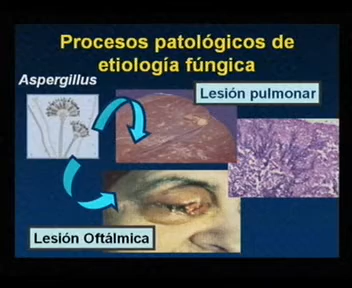 Procesos patológicos de
etiología fúngica
Aspergillus
Lesión pulmonar
Lesión Oftálmica